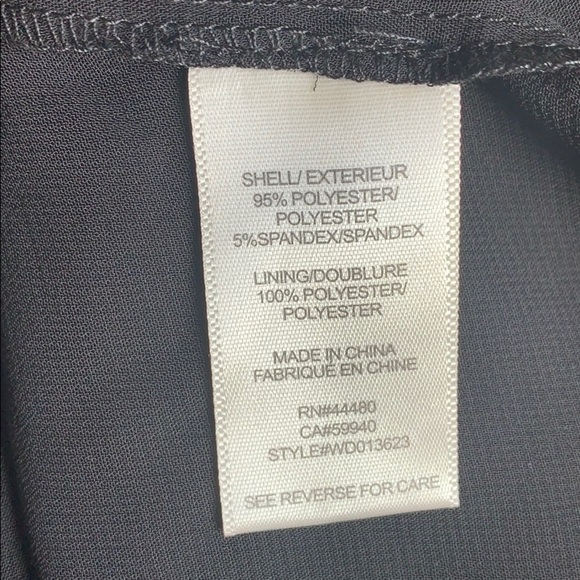 SHELL/ EXTERIEUR
95% POLYESTER/
POLYESTER
5%SPANDEX/SPANDEX
LINING/DOUBLURE
100% POLYESTER/
POLYESTER
MADE IN CHINA
FABRIQUÉ EN CHINE
RN#44480
CA#59940
STYLE#WD013623
SEE REVERSE FOR CARE